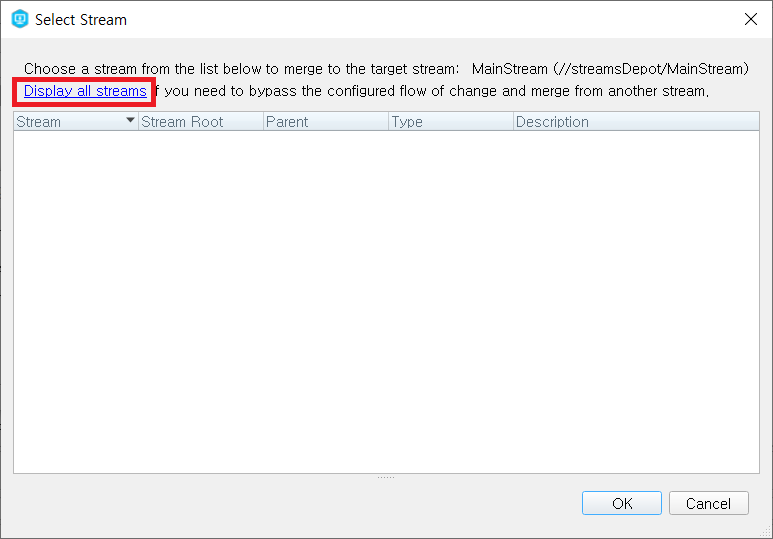 Select Stream
Choose a stream from the list below to merge to the target stream: MainStream (//streamsDepot/MainStream)
Display all streams if you need to bypass the configured flow of change and merge from another stream.
Stream Stream Root Parent Type Description
OK Cancel